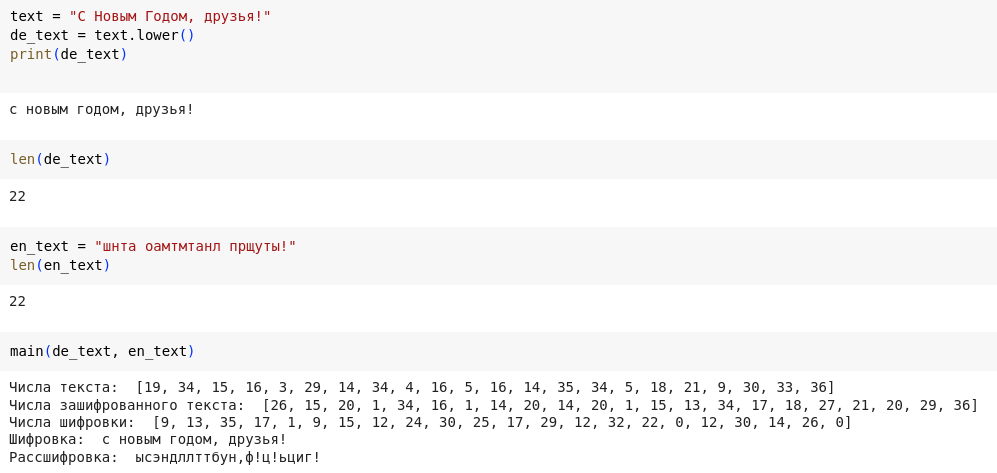 text = "С Новым Годом, друзья!"
de_text = text.lower()
print(de_text)
с новым годом, друзья!
len(de_text)
22
en_text = "шнта оамтмтанл прщуты!"
len(en_text)
22
main(de_text, en_text)
Числа текста:  [19, 34, 15, 16, 3, 29, 14, 34, 4, 16, 5, 16, 14, 35, 34, 5, 18, 21, 9, 30, 33, 36]
Числа зашифрованного текста:  [26, 15, 20, 1, 34, 16, 1, 14, 20, 14, 20, 1, 15, 13, 34, 17, 18, 27, 21, 20, 29, 36]
Числа шифровки:  [9, 13, 35, 17, 1, 9, 15, 12, 24, 30, 25, 17, 29, 12, 32, 22, 0, 12, 30, 14, 26, 0]
Шифровка:  с новым годом, друзья!
Рассшифровка:  ысэндллттбун,ф!ц!ьциг!